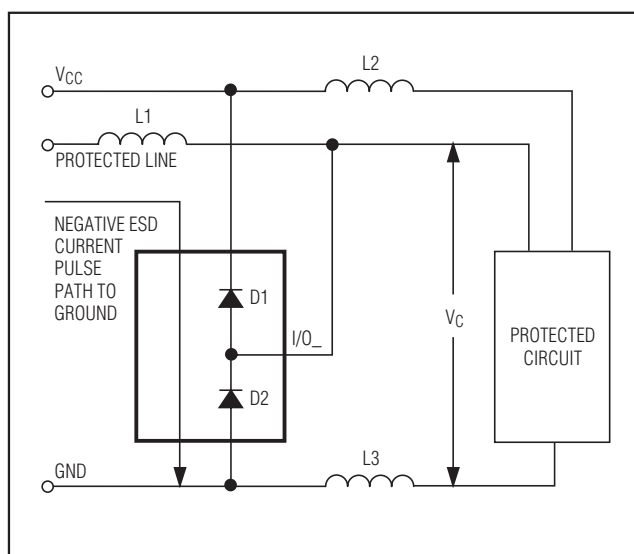 VCC
L2
L1
PROTECTED LINE
NEGATIVE ESD
CURRENT
PULSE
PATH TO
GROUND
D1
I/O_
VC
PROTECTED
CIRCUIT
D2
GND
L3